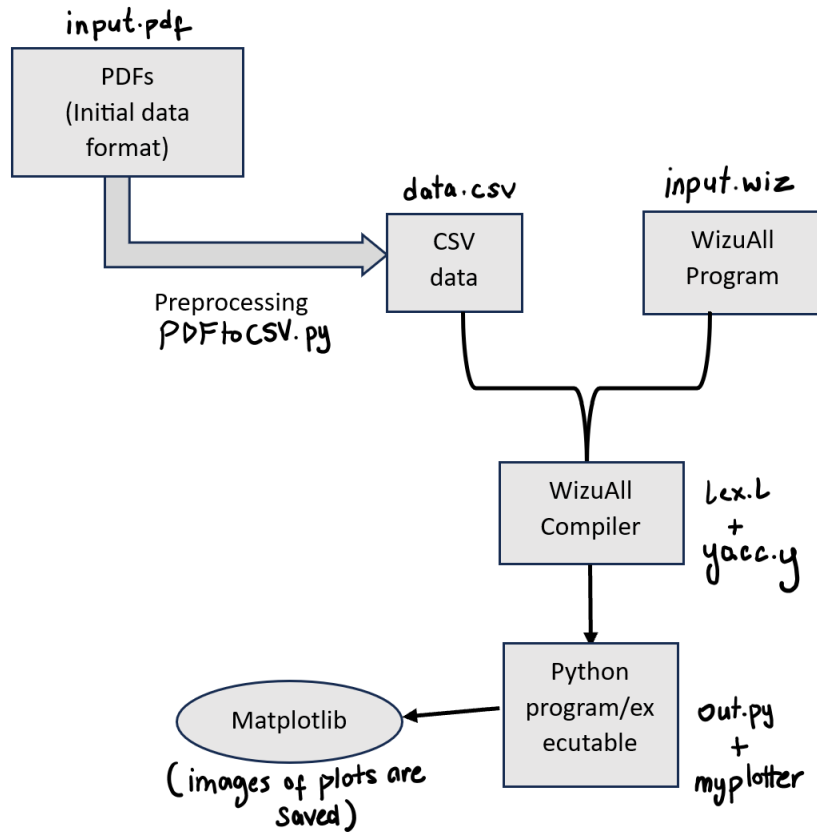 input.pdf
PDFs
(Initial data
format)
data.csv
CSV
data
input.wiz
WizuAll
Program
Preprocessing
PDFtoCSV.py
WizuAll
Compiler
Lex.L
+
yacc.y
Python
program/ex
ecutable
out.py
+
myplotter
Matplotlib
(images of plots are
saved)